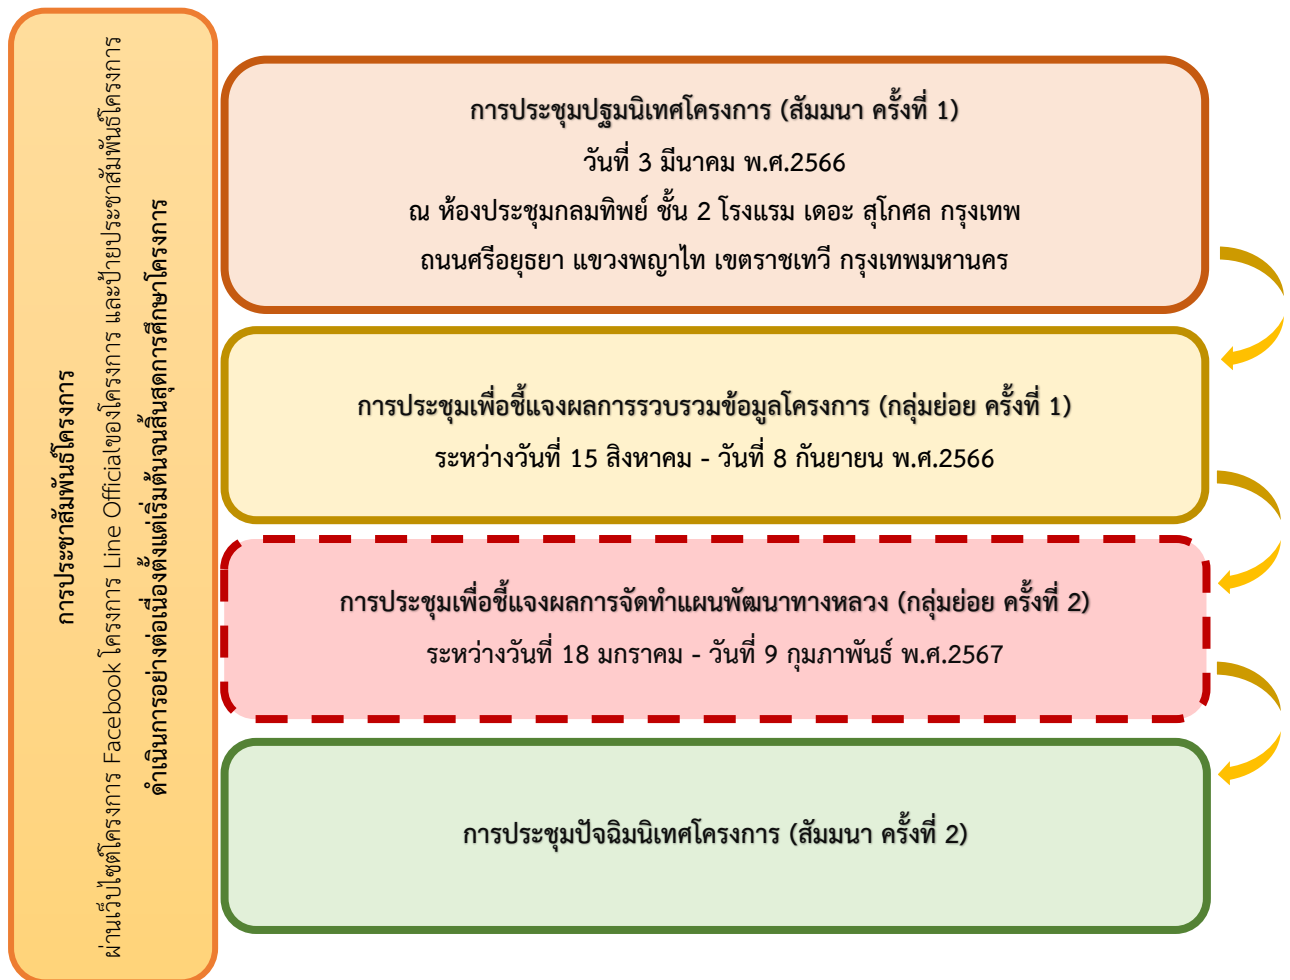 การประชาสัมพันธ์โครงการ
ผ่านเว็บไซต์โครงการ Facebook โครงการ Line Officialของโครงการ และป้ายประชาสัมพันธ์โครงการ
ดำเนินการอย่างต่อเนื่องตั้งแต่เริ่มต้นจนสิ้นสุดการศึกษาโครงการ
การประชุมปฐมนิเทศโครงการ (สัมมนา ครั้งที่ 1)
วันที่ 3 มีนาคม พ.ศ.2566
ณ ห้องประชุมกลมทิพย์ ชั้น 2 โรงแรม เดอะ สุโกศล กรุงเทพ
ถนนศรีอยุธยา แขวงพญาไท เขตราชเทวี กรุงเทพมหานคร
การประชุมเพื่อชี้แจงผลการรวบรวมข้อมูลโครงการ (กลุ่มย่อย ครั้งที่ 1)
ระหว่างวันที่ 15 สิงหาคม - วันที่ 8 กันยายน พ.ศ.2566
การประชุมเพื่อชี้แจงผลการจัดทำแผนพัฒนาทางหลวง (กลุ่มย่อย ครั้งที่ 2)
ระหว่างวันที่ 18 มกราคม - วันที่ 9 กุมภาพันธ์ พ.ศ.2567
การประชุมปัจฉิมนิเทศโครงการ (สัมมนา ครั้งที่ 2)